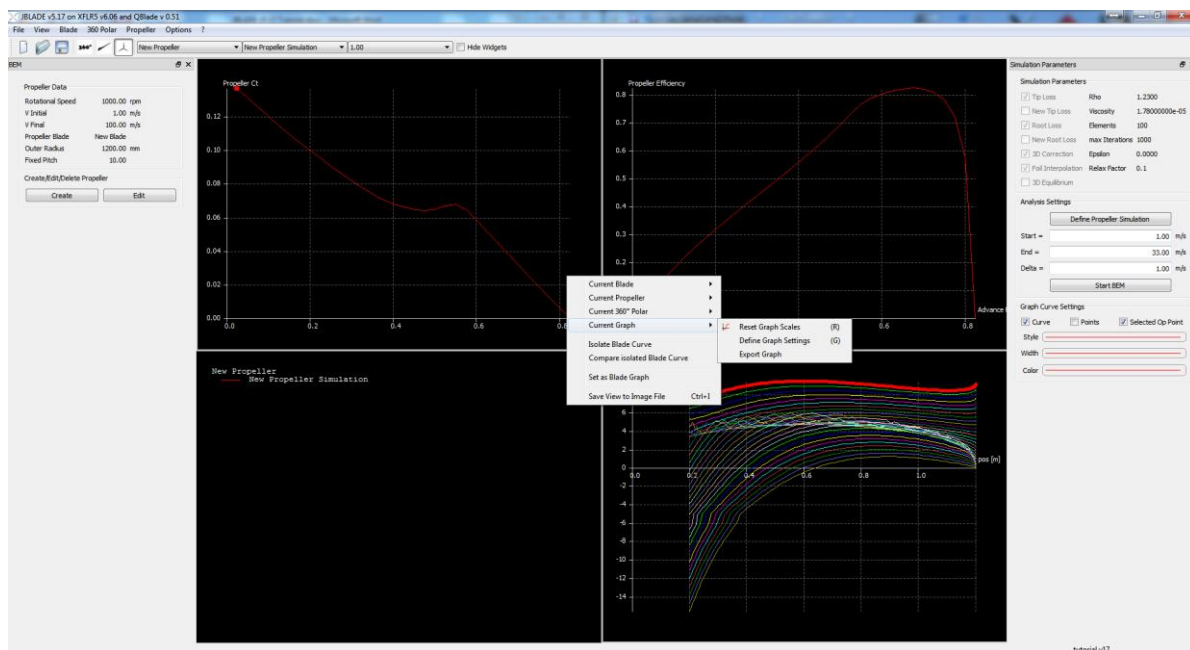 JBLADE v5.17 on XFLR5 v6.06 and QBlade v 0.51
File View Blade 360 Polar Propeller Options ?
360° New Propeller New Propeller Simulation 1.00 Hide Widgets
BEM
Propeller Data
Rotational Speed 1000.00 rpm
V Initial 1.00 m/s
V Final 100.00 m/s
Propeller Blade New Blade
Outer Radius 1200.00 mm
Fixed Pitch 10.00
Create/Edit/Delete Propeller
Create Edit
Propeller Ct
0.12
0.10
0.08
0.06
0.04
0.02
0.00
0.0 0.2 0.4 0.6
Propeller Efficiency
0.8
0.7
0.6
0.5
0.4
0.3
0.2
0.6 0.8
Current Blade
Current Propeller
Current 360° Polar
Current Graph
Isolate Blade Curve
Compare isolated Blade Curve
Set as Blade Graph
Save View to Image File Ctrl+I
Reset Graph Scales (R)
Define Graph Settings (G)
Export Graph
New Propeller
New Propeller Simulation
6
4
2
0
-2
-4
-6
-8
-10
-12
-14
0.0 0.2 0.4 0.6 0.8 1.0
pos [m]
Simulation Parameters
Simulation Parameters
Tip Loss Rho 1.2300
New Tip Loss Viscosity 1.78000000e-05
Root Loss Elements 100
New Root Loss max Iterations 1000
3D Correction Epsilon 0.0000
Foil Interpolation Relax Factor 0.1
3D Equilibrium
Analysis Settings
Define Propeller Simulation
Start = 1.00 m/s
End = 33.00 m/s
Delta = 1.00 m/s
Start BEM
Graph Curve Settings
Curve Points Selected Op Point
Style
Width
Color